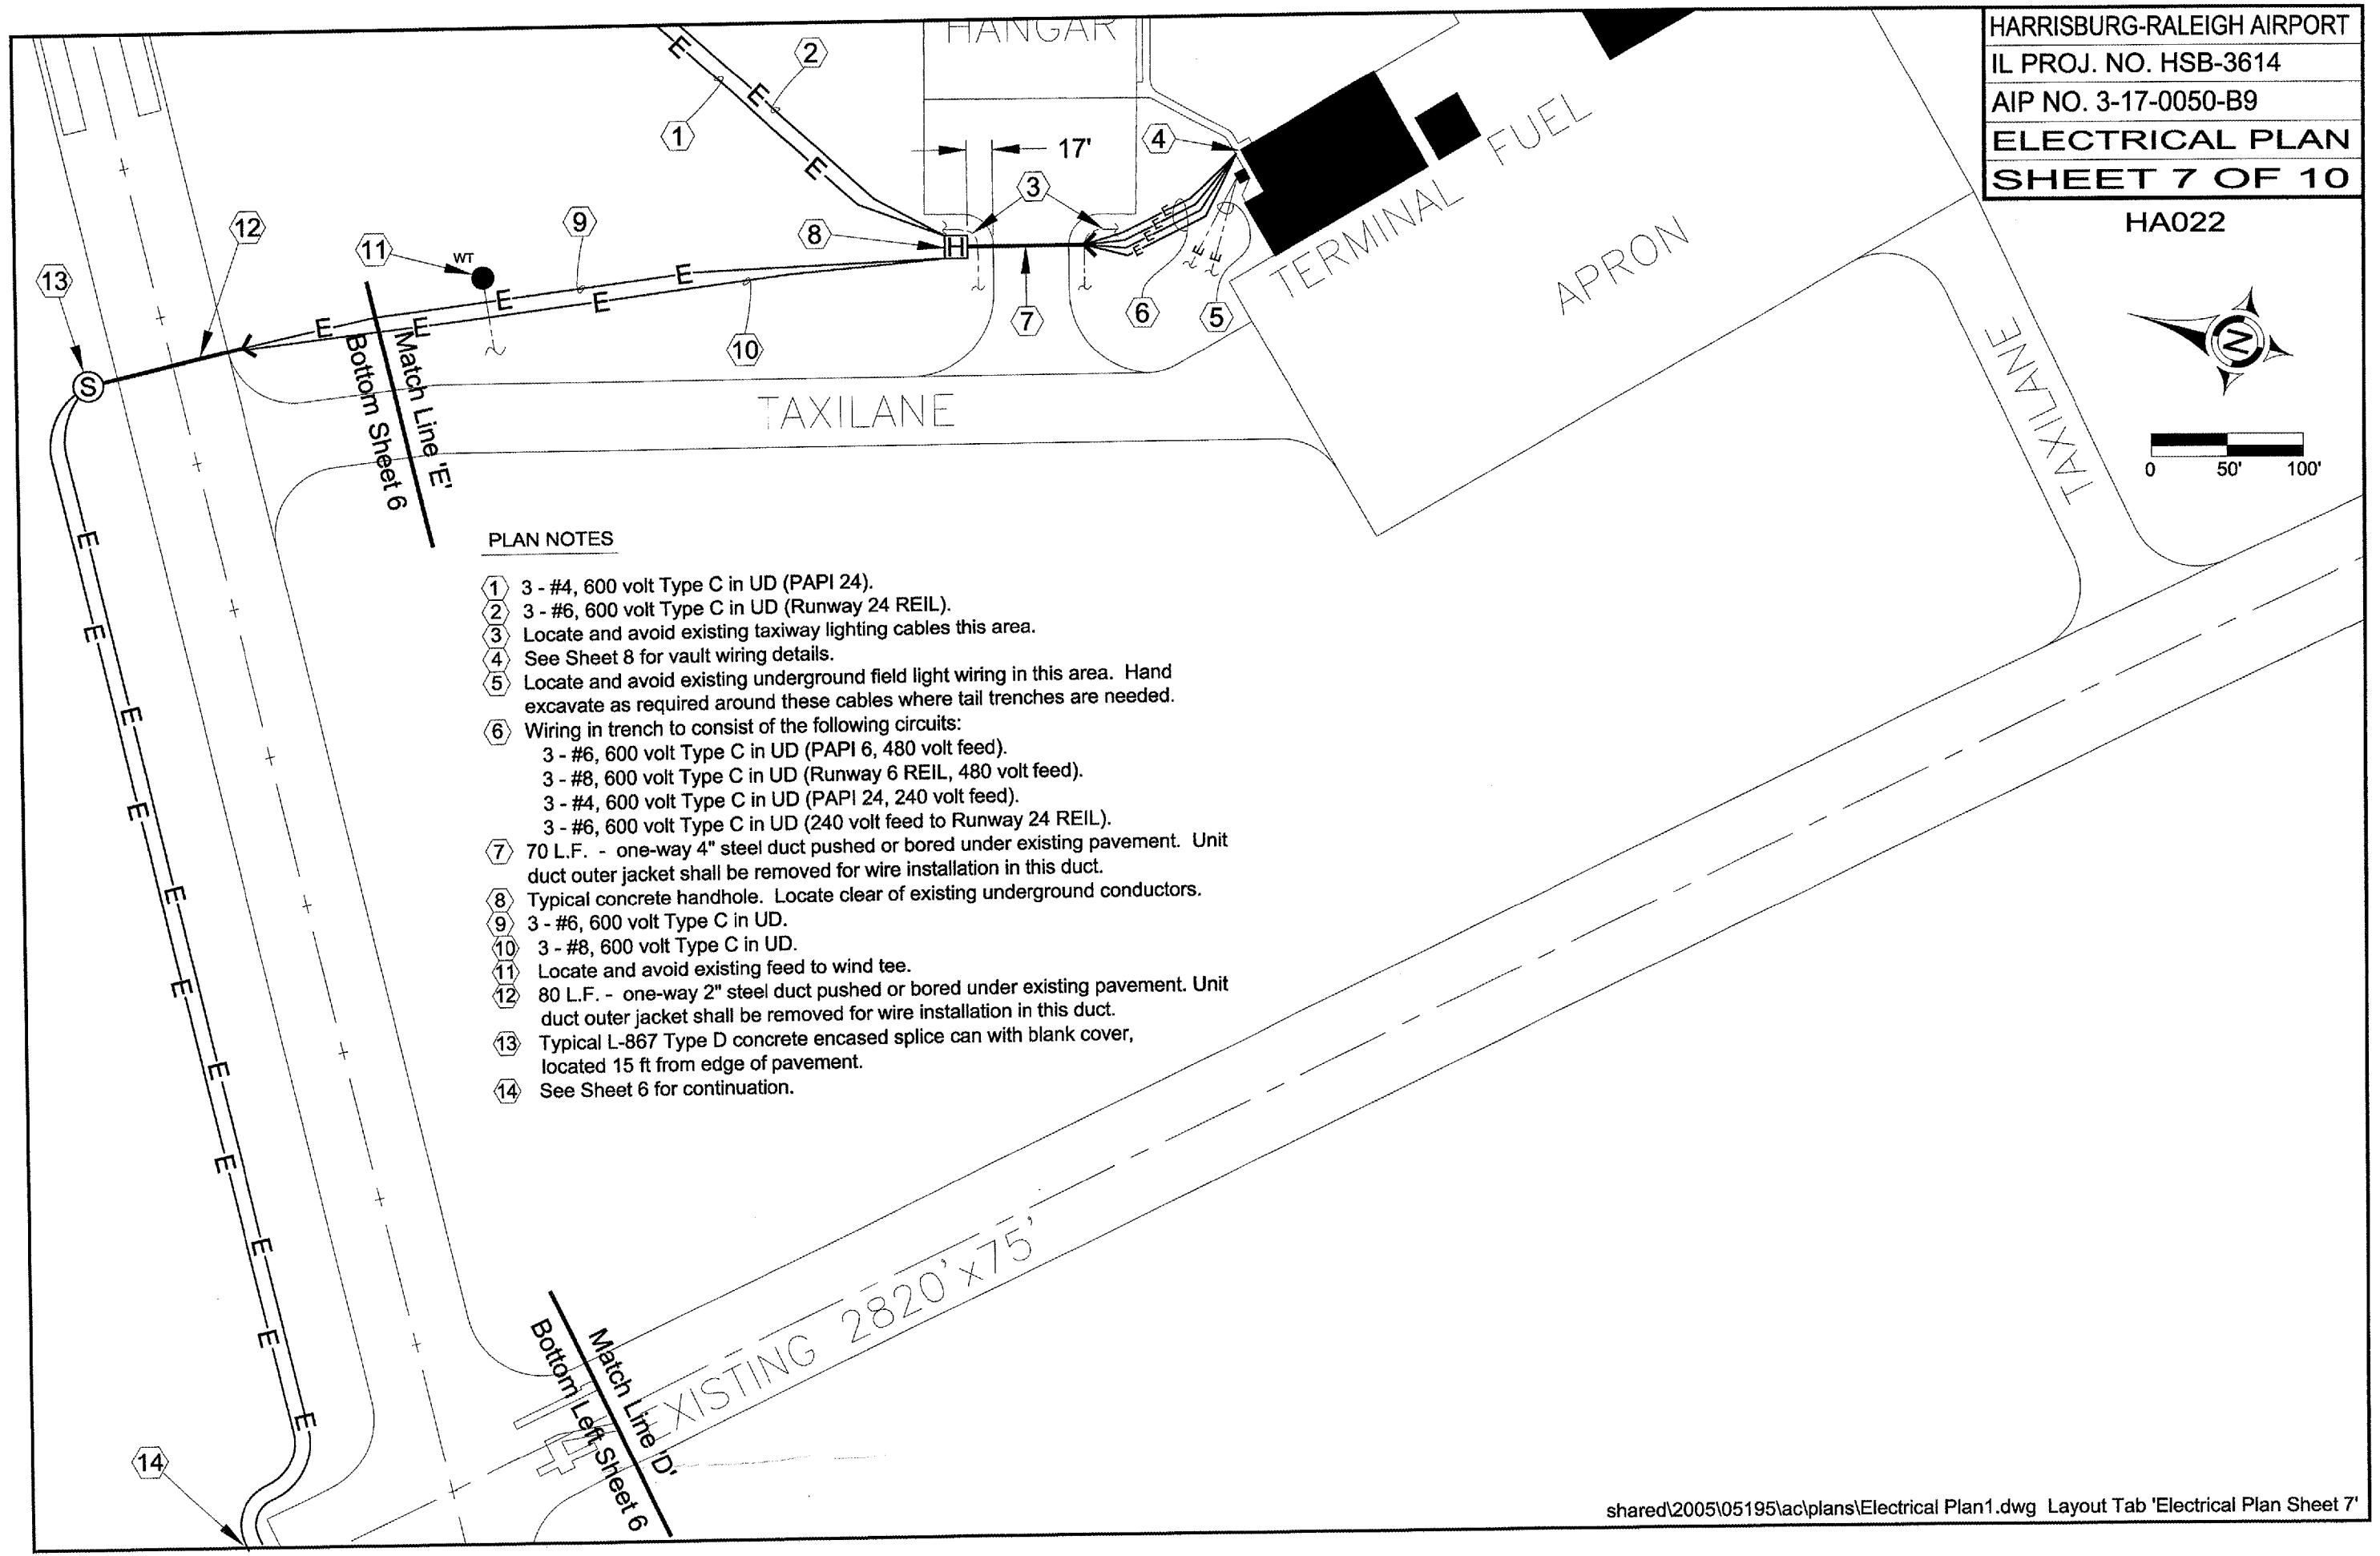 HARRISBURG-RALEIGH AIRPORT
IL PROJ. NO. HSB-3614
AIP NO. 3-17-0050-B9
ELECTRICAL PLAN
SHEET 7 OF 10
HA022
N
0 50' 100'
HANGAR
E
E
E
1
2
17'
3
4
TERMINAL
FUEL
APRON
TAXILANE
5
6
7
8
H
E
E
E
E
E
E
9
10
11
WT
12
13
S
E
E
E
E
E
E
Match Line 'E'
Bottom Sheet 6
TAXILANE
PLAN NOTES
1 3 - #4, 600 volt Type C in UD (PAPI 24).
2 3 - #6, 600 volt Type C in UD (Runway 24 REIL).
3 Locate and avoid existing taxiway lighting cables this area.
4 See Sheet 8 for vault wiring details.
5 Locate and avoid existing underground field light wiring in this area. Hand
excavate as required around these cables where tail trenches are needed.
6 Wiring in trench to consist of the following circuits:
3 - #6, 600 volt Type C in UD (PAPI 6, 480 volt feed).
3 - #8, 600 volt Type C in UD (Runway 6 REIL, 480 volt feed).
3 - #4, 600 volt Type C in UD (PAPI 24, 240 volt feed).
3 - #6, 600 volt Type C in UD (240 volt feed to Runway 24 REIL).
7 70 L.F. - one-way 4" steel duct pushed or bored under existing pavement. Unit
duct outer jacket shall be removed for wire installation in this duct.
8 Typical concrete handhole. Locate clear of existing underground conductors.
9 3 - #6, 600 volt Type C in UD.
10 3 - #8, 600 volt Type C in UD.
11 Locate and avoid existing feed to wind tee.
12 80 L.F. - one-way 2" steel duct pushed or bored under existing pavement. Unit
duct outer jacket shall be removed for wire installation in this duct.
13 Typical L-867 Type D concrete encased splice can with blank cover,
located 15 ft from edge of pavement.
14 See Sheet 6 for continuation.
E
E
E
E
E
E
E
E
E
E
E
E
14
EXISTING 2820'x75'
Match Line 'D'
Bottom Left Sheet 6
shared\2005\05195\ac\plans\Electrical Plan1.dwg Layout Tab 'Electrical Plan Sheet 7'